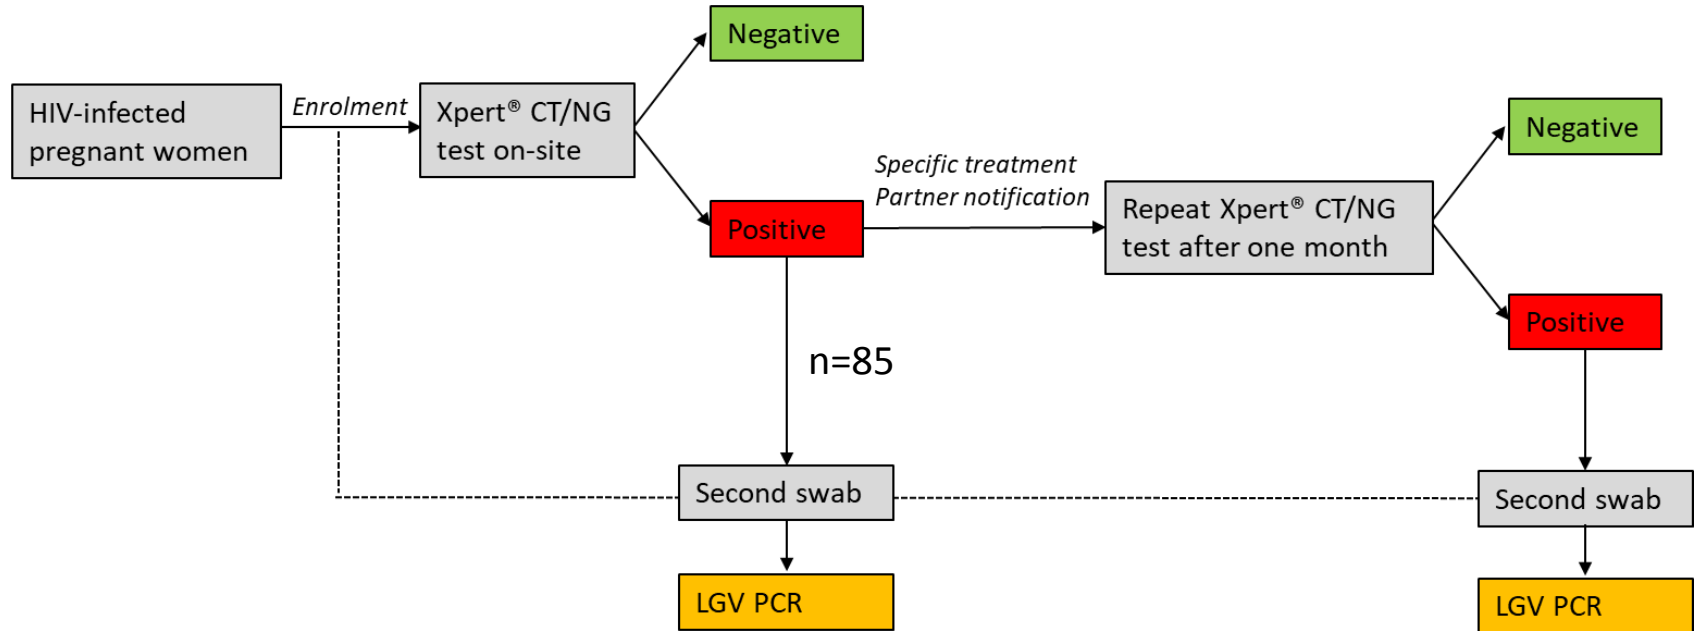 HIV-infected
pregnant women
Enrolment
Xpert® CT/NG
test on-site
Negative
Positive
Specific treatment
Partner notification
Repeat Xpert® CT/NG
test after one month
Negative
Positive
n=85
Second swab
LGV PCR
Second swab
LGV PCR